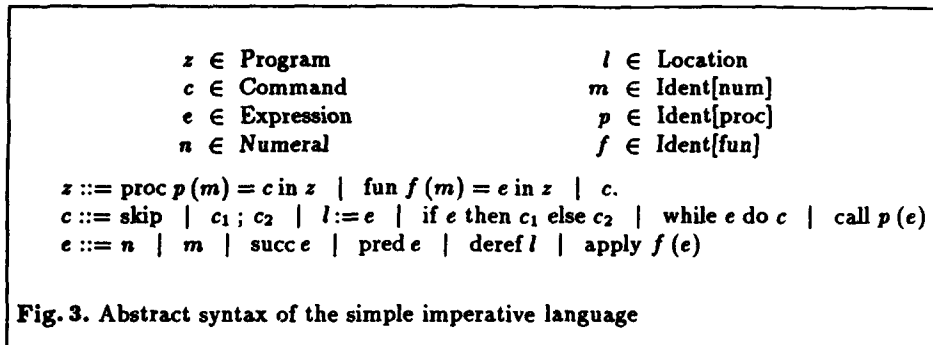 z ∈ Program l ∈ Location
c ∈ Command m ∈ Ident[num]
e ∈ Expression p ∈ Ident[proc]
n ∈ Numeral f ∈ Ident[fun]
z ::= proc p (m) = c in z | fun f (m) = e in z | c.
c ::= skip | c₁ ; c₂ | l := e | if e then c₁ else c₂ | while e do c | call p (e)
e ::= n | m | succ e | pred e | deref l | apply f (e)
Fig. 3. Abstract syntax of the simple imperative language